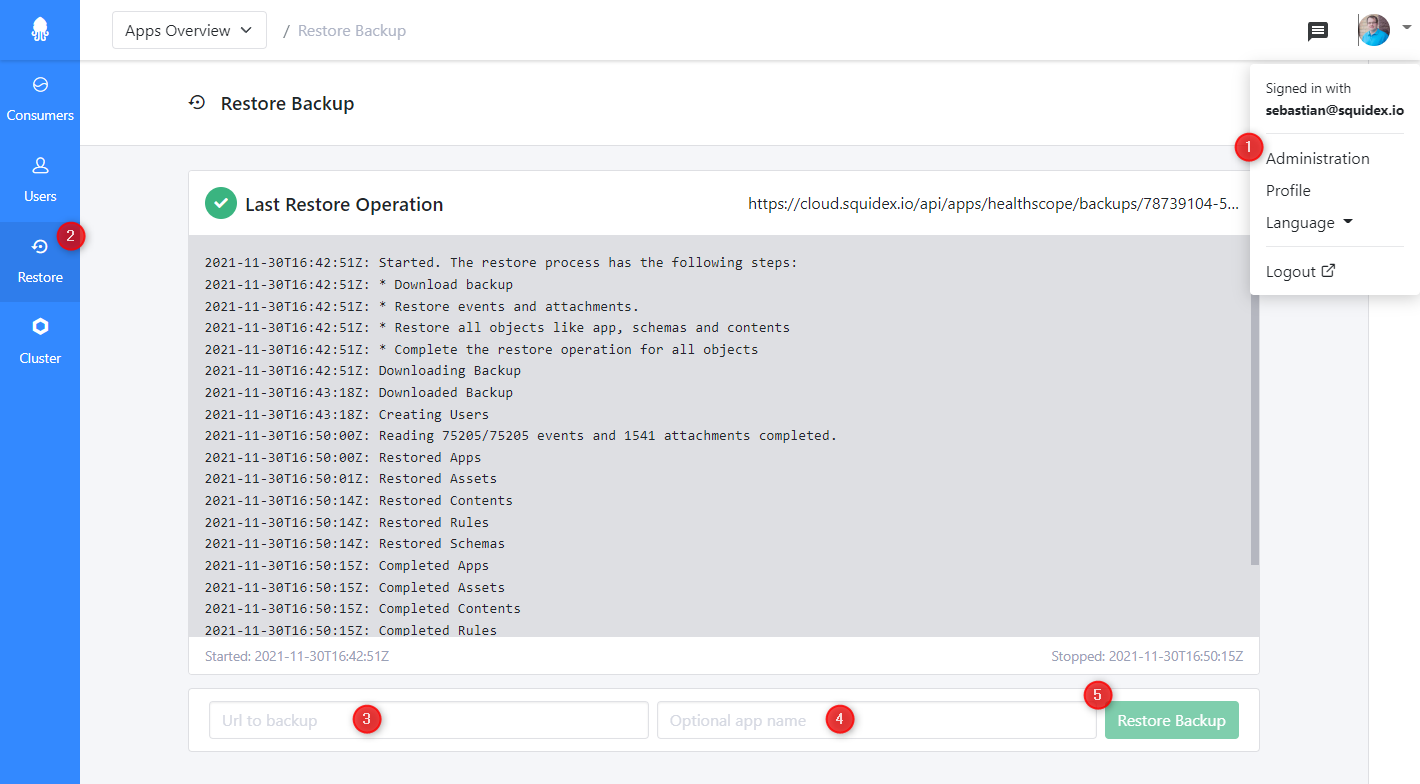 Apps Overview / Restore Backup
Signed in with
sebastian@squidex.io
1
Administration
Profile
Language
Logout
Consumers
Users
2
Restore
Cluster
Restore Backup
Last Restore Operation https://cloud.squidex.io/api/apps/healthscope/backups/78739104-5...
2021-11-30T16:42:51Z: Started. The restore process has the following steps:
2021-11-30T16:42:51Z: * Download backup
2021-11-30T16:42:51Z: * Restore events and attachments.
2021-11-30T16:42:51Z: * Restore all objects like app, schemas and contents
2021-11-30T16:42:51Z: * Complete the restore operation for all objects
2021-11-30T16:42:51Z: Downloading Backup
2021-11-30T16:43:18Z: Downloaded Backup
2021-11-30T16:43:18Z: Creating Users
2021-11-30T16:50:00Z: Reading 75205/75205 events and 1541 attachments completed.
2021-11-30T16:50:00Z: Restored Apps
2021-11-30T16:50:01Z: Restored Assets
2021-11-30T16:50:14Z: Restored Contents
2021-11-30T16:50:14Z: Restored Rules
2021-11-30T16:50:14Z: Restored Schemas
2021-11-30T16:50:15Z: Completed Apps
2021-11-30T16:50:15Z: Completed Assets
2021-11-30T16:50:15Z: Completed Contents
2021-11-30T16:50:15Z: Completed Rules
Started: 2021-11-30T16:42:51Z Stopped: 2021-11-30T16:50:15Z
Url to backup 3 Optional app name 4 5 Restore Backup